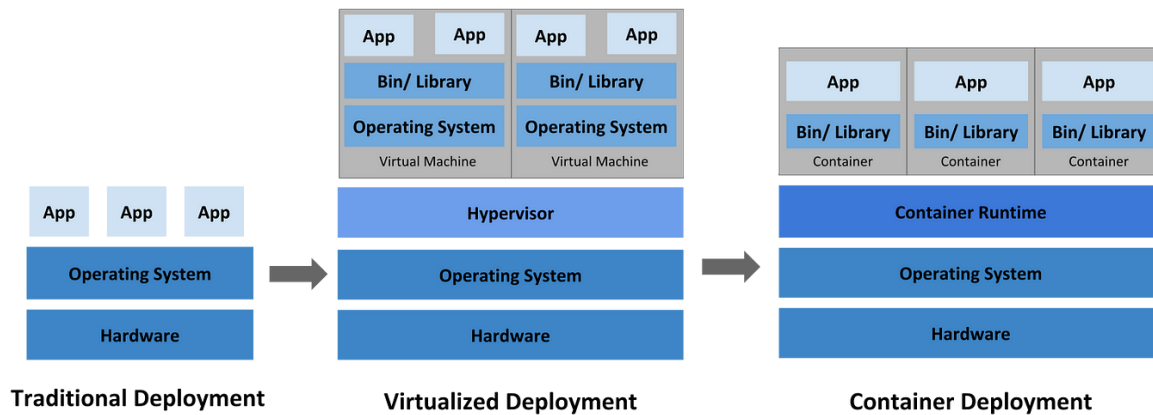 App
App
App
Operating System
Hardware
Traditional Deployment
App
App
Bin/ Library
Operating System
Virtual Machine
App
App
Bin/ Library
Operating System
Virtual Machine
Hypervisor
Operating System
Hardware
Virtualized Deployment
App
Bin/ Library
Container
App
Bin/ Library
Container
App
Bin/ Library
Container
Container Runtime
Operating System
Hardware
Container Deployment